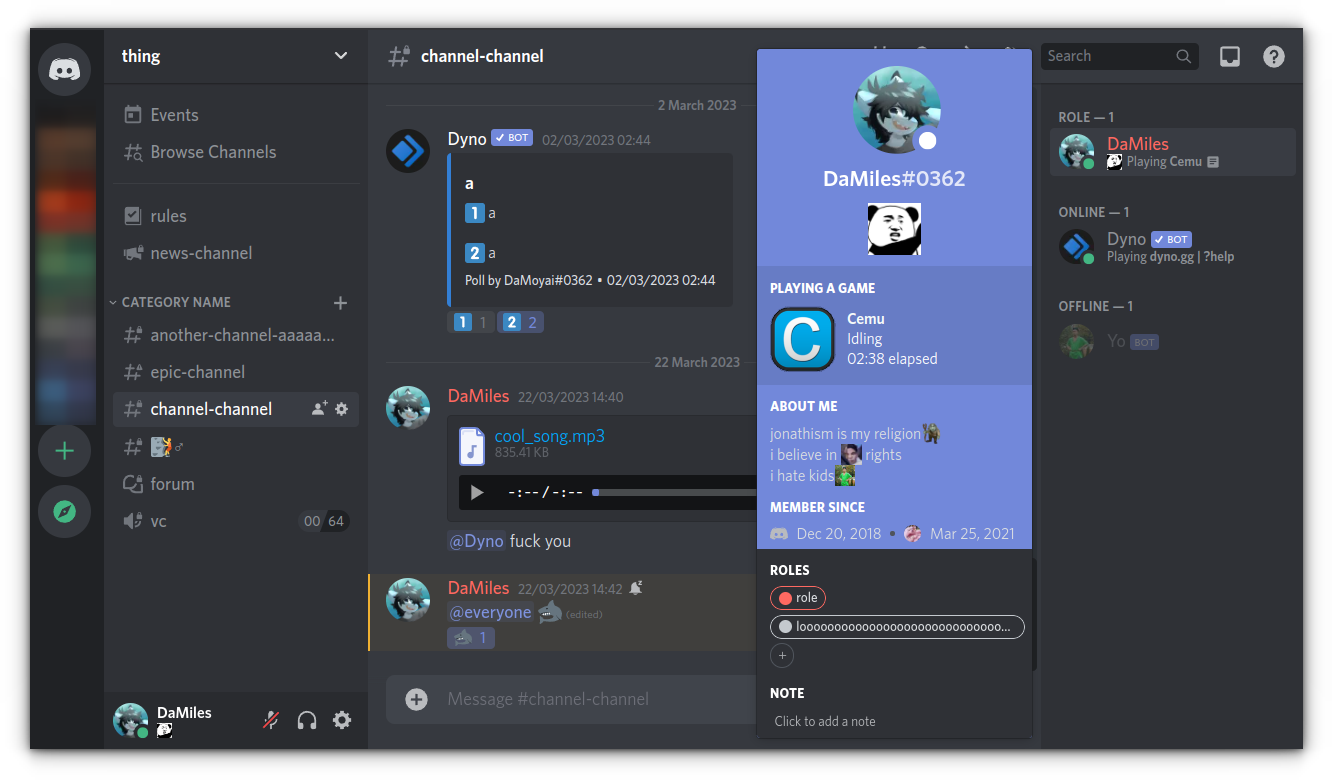 thing
Events
Browse Channels
rules
news-channel
CATEGORY NAME
another-channel-aaaaa...
epic-channel
channel-channel
forum
vc
00 64
DaMiles
channel-channel
2 March 2023
Dyno BOT 02/03/2023 02:44
a
1 a
2 a
Poll by DaMoyai#0362 • 02/03/2023 02:44
1 1 2 2
22 March 2023
DaMiles 22/03/2023 14:40
cool_song.mp3
835.41 KB
-:-- / -:--
@Dyno fuck you
DaMiles 22/03/2023 14:42
@everyone (edited)
1
Message #channel-channel
DaMiles#0362
PLAYING A GAME
C
Cemu
Idling
02:38 elapsed
ABOUT ME
jonathism is my religion
i believe in rights
i hate kids
MEMBER SINCE
Dec 20, 2018 • Mar 25, 2021
ROLES
role
looooooooooooooooooooooooooooo...
NOTE
Click to add a note
Search
ROLE — 1
DaMiles
Playing Cemu
ONLINE — 1
Dyno BOT
Playing dyno.gg | ?help
OFFLINE — 1
Yo BOT